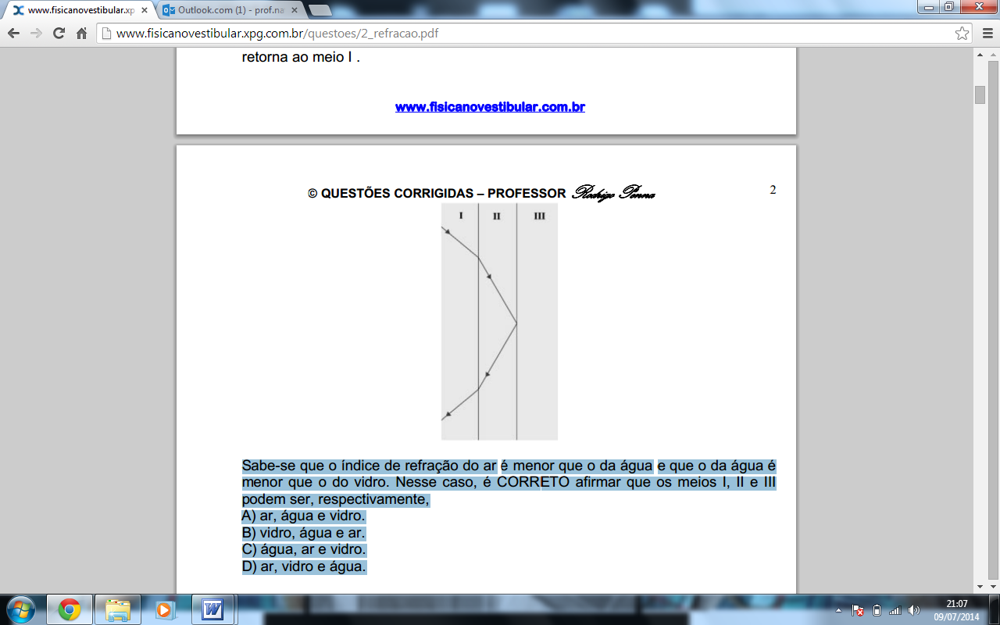 www.fisicanovestibular.xp
Outlook.com (1) - prof.na
www.fisicanovestibular.xpg.com.br/questoes/2_refracao.pdf
retorna ao meio I .
www.fisicanovestibular.com.br
© QUESTÕES CORRIGIDAS – PROFESSOR Rodrigo Penna
2
I II III
Sabe-se que o índice de refração do ar é menor que o da água e que o da água é
menor que o do vidro. Nesse caso, é CORRETO afirmar que os meios I, II e III
podem ser, respectivamente,
A) ar, água e vidro.
B) vidro, água e ar.
C) água, ar e vidro.
D) ar, vidro e água.
21:07
09/07/2014